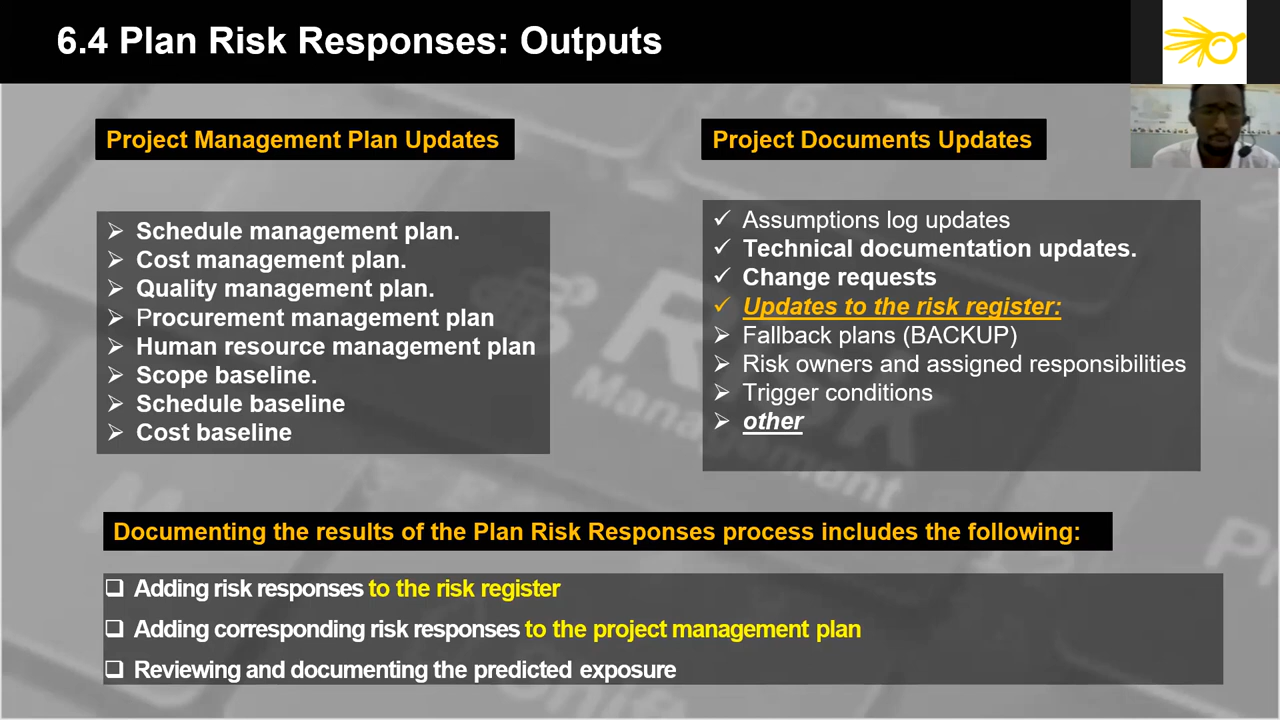 6.4 Plan Risk Responses: Outputs
Project Management Plan Updates
➢ Schedule management plan.
➢ Cost management plan.
➢ Quality management plan.
➢ Procurement management plan
➢ Human resource management plan
➢ Scope baseline.
➢ Schedule baseline
➢ Cost baseline
Project Documents Updates
✓ Assumptions log updates
✓ Technical documentation updates.
✓ Change requests
✓ Updates to the risk register:
➢ Fallback plans (BACKUP)
➢ Risk owners and assigned responsibilities
➢ Trigger conditions
➢ other
Risk
Management
Documenting the results of the Plan Risk Responses process includes the following:
❑ Adding risk responses to the risk register
❑ Adding corresponding risk responses to the project management plan
❑ Reviewing and documenting the predicted exposure